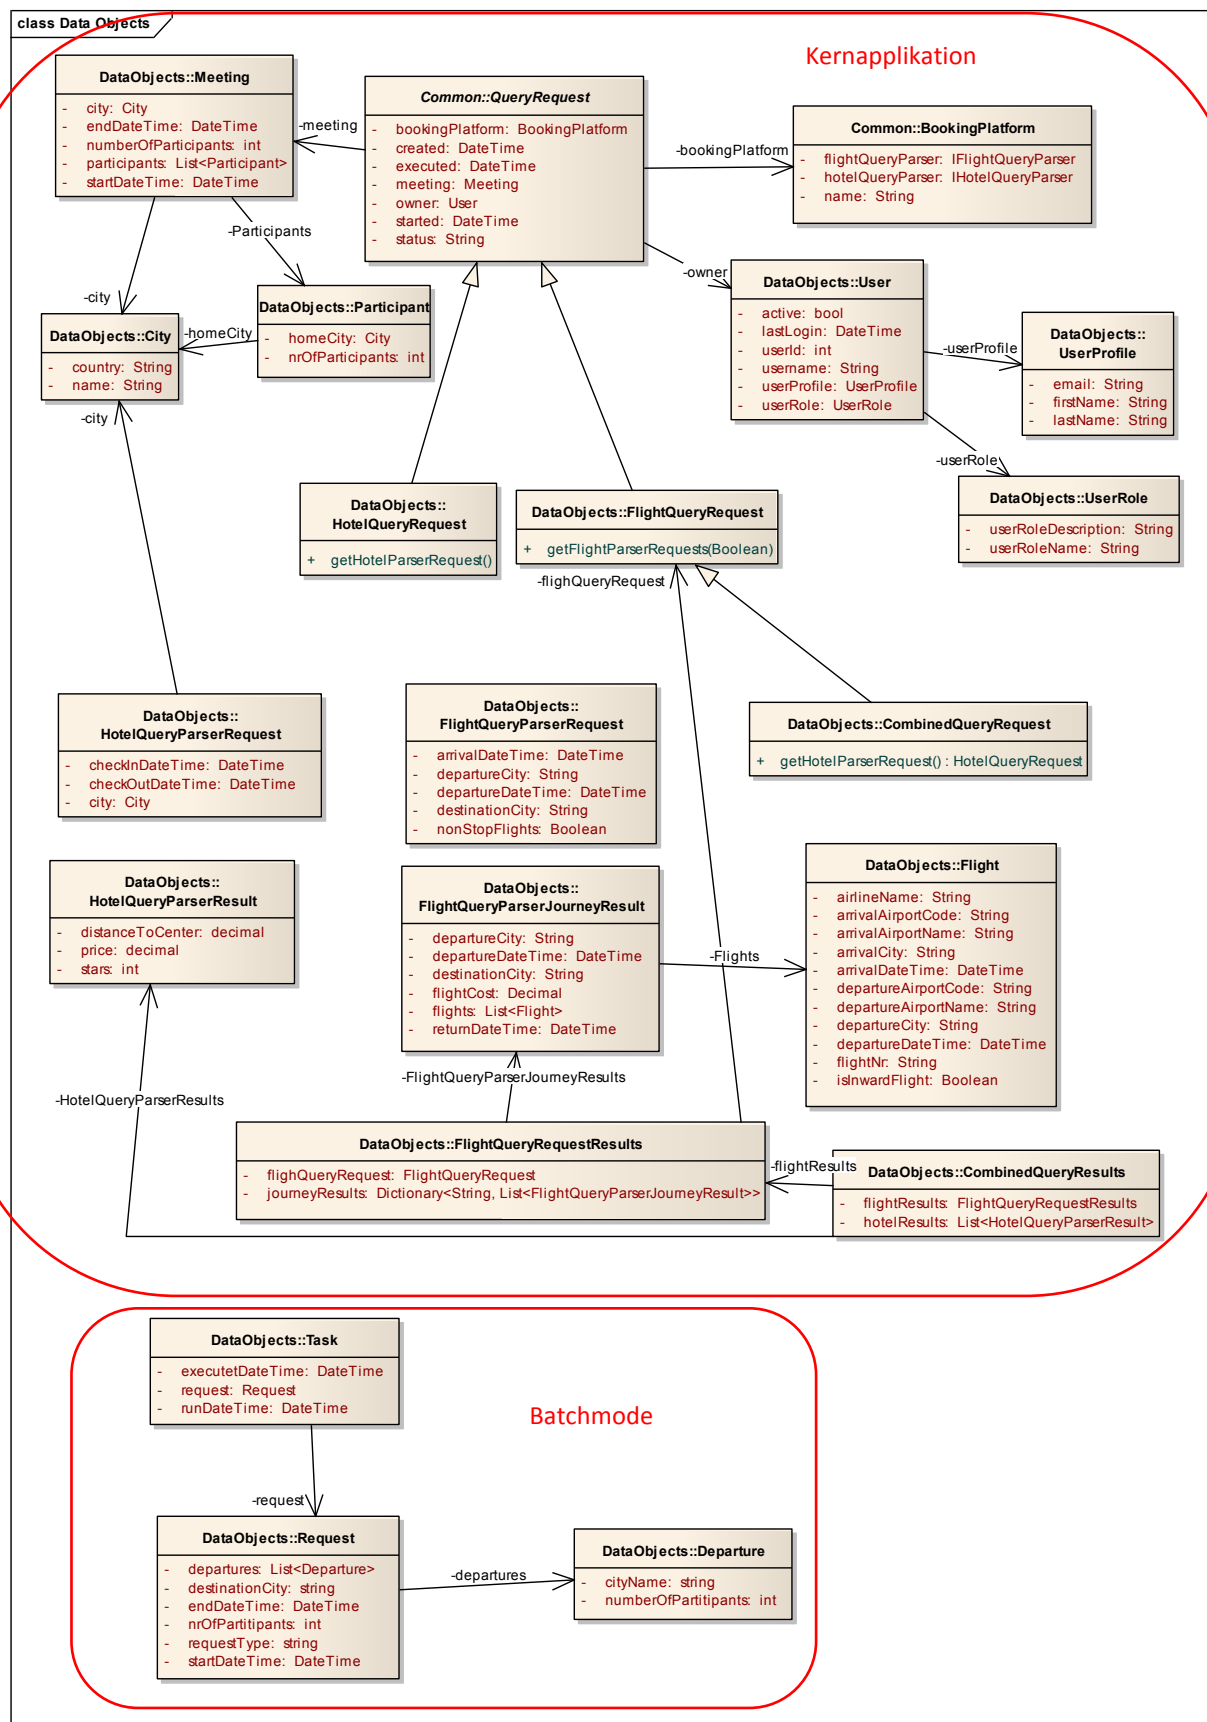 class Data Objects
Kernapplikation
DataObjects::Meeting
- city: City
- endDateTime: DateTime
- numberOfParticipants: int
- participants: List<Participant>
- startDateTime: DateTime
-meeting
Common::QueryRequest
- bookingPlatform: BookingPlatform
- created: DateTime
- executed: DateTime
- meeting: Meeting
- owner: User
- started: DateTime
- status: String
-bookingPlatform
Common::BookingPlatform
- flightQueryParser: IFlightQueryParser
- hotelQueryParser: IHotelQueryParser
- name: String
-Participants
-owner
-city
DataObjects::City
- country: String
- name: String
-homeCity
DataObjects::Participant
- homeCity: City
- nrOfParticipants: int
DataObjects::User
- active: bool
- lastLogin: DateTime
- userId: int
- username: String
- userProfile: UserProfile
- userRole: UserRole
-userProfile
DataObjects::
UserProfile
- email: String
- firstName: String
- lastName: String
-city
-userRole
DataObjects::UserRole
- userRoleDescription: String
- userRoleName: String
DataObjects::
HotelQueryRequest
+ getHotelParserRequest()
DataObjects::FlightQueryRequest
+ getFlightParserRequests(Boolean)
-flighQueryRequest
DataObjects::
HotelQueryParserRequest
- checkInDateTime: DateTime
- checkOutDateTime: DateTime
- city: City
DataObjects::
FlightQueryParserRequest
- arrivalDateTime: DateTime
- departureCity: String
- departureDateTime: DateTime
- destinationCity: String
- nonStopFlights: Boolean
DataObjects::CombinedQueryRequest
+ getHotelParserRequest() : HotelQueryRequest
DataObjects::
HotelQueryParserResult
- distanceToCenter: decimal
- price: decimal
- stars: int
DataObjects::
FlightQueryParserJourneyResult
- departureCity: String
- departureDateTime: DateTime
- destinationCity: String
- flightCost: Decimal
- flights: List<Flight>
- returnDateTime: DateTime
-Flights
DataObjects::Flight
- airlineName: String
- arrivalAirportCode: String
- arrivalAirportName: String
- arrivalCity: String
- arrivalDateTime: DateTime
- departureAirportCode: String
- departureAirportName: String
- departureCity: String
- departureDateTime: DateTime
- flightNr: String
- isInwardFlight: Boolean
-FlightQueryParserJourneyResults
-HotelQueryParserResults
DataObjects::FlightQueryRequestResults
- flighQueryRequest: FlightQueryRequest
- journeyResults: Dictionary<String, List<FlightQueryParserJourneyResult>>
-flightResults
DataObjects::CombinedQueryResults
- flightResults: FlightQueryRequestResults
- hotelResults: List<HotelQueryParserResult>
DataObjects::Task
- executetDateTime: DateTime
- request: Request
- runDateTime: DateTime
Batchmode
-request
DataObjects::Request
- departures: List<Departure>
- destinationCity: string
- endDateTime: DateTime
- nrOfPartitipants: int
- requestType: string
- startDateTime: DateTime
-departures
DataObjects::Departure
- cityName: string
- numberOfPartitipants: int